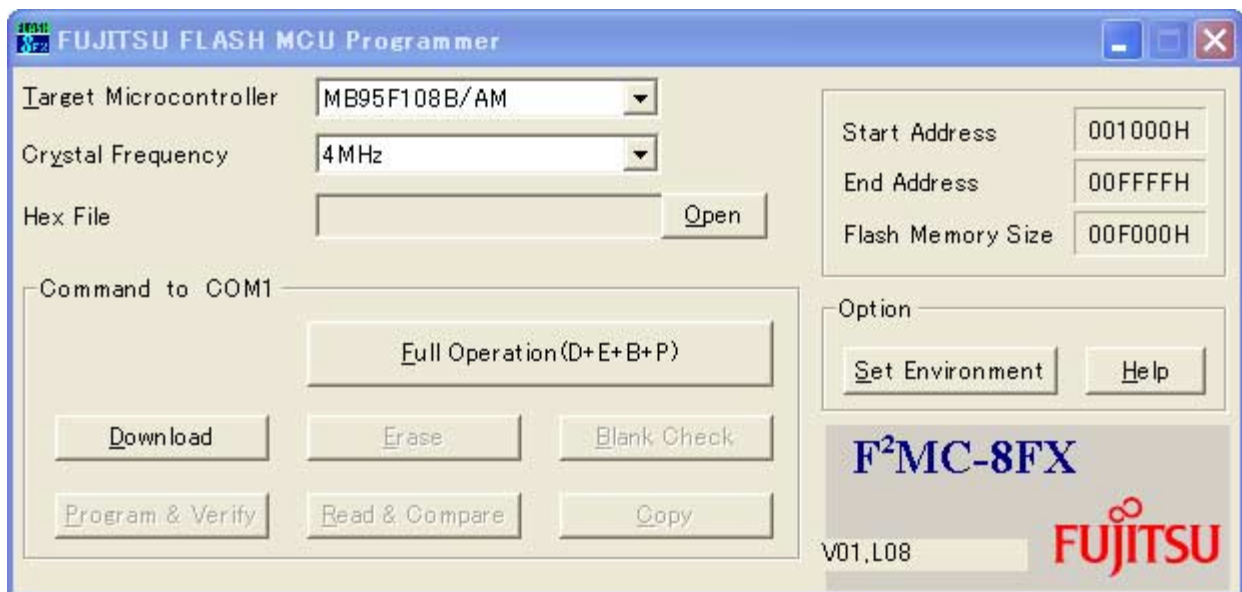 FUJITSU FLASH MCU Programmer
Target Microcontroller
MB95F108B/AM
Crystal Frequency
4MHz
Hex File
Open
Start Address
001000H
End Address
00FFFFH
Flash Memory Size
00F000H
Command to COM1
Full Operation(D+E+B+P)
Download
Erase
Blank Check
Program & Verify
Read & Compare
Copy
Option
Set Environment
Help
F²MC-8FX
V01,L08
FUJITSU